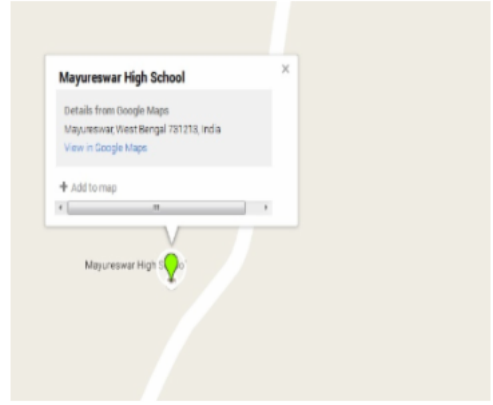 Mayureswar High School
Details from Google Maps
Mayureswar, West Bengal 731213, India
View in Google Maps
Add to map
Mayureswar High